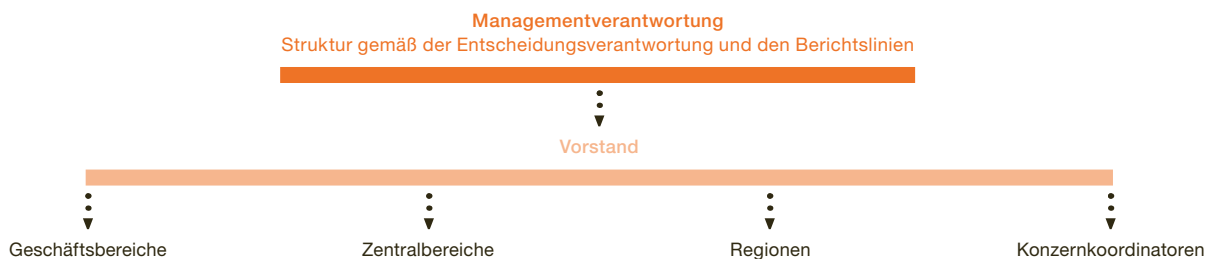 Managementverantwortung
Struktur gemäß der Entscheidungsverantwortung und den Berichtslinien
Vorstand
Geschäftsbereiche
Zentralbereiche
Regionen
Konzernkoordinatoren